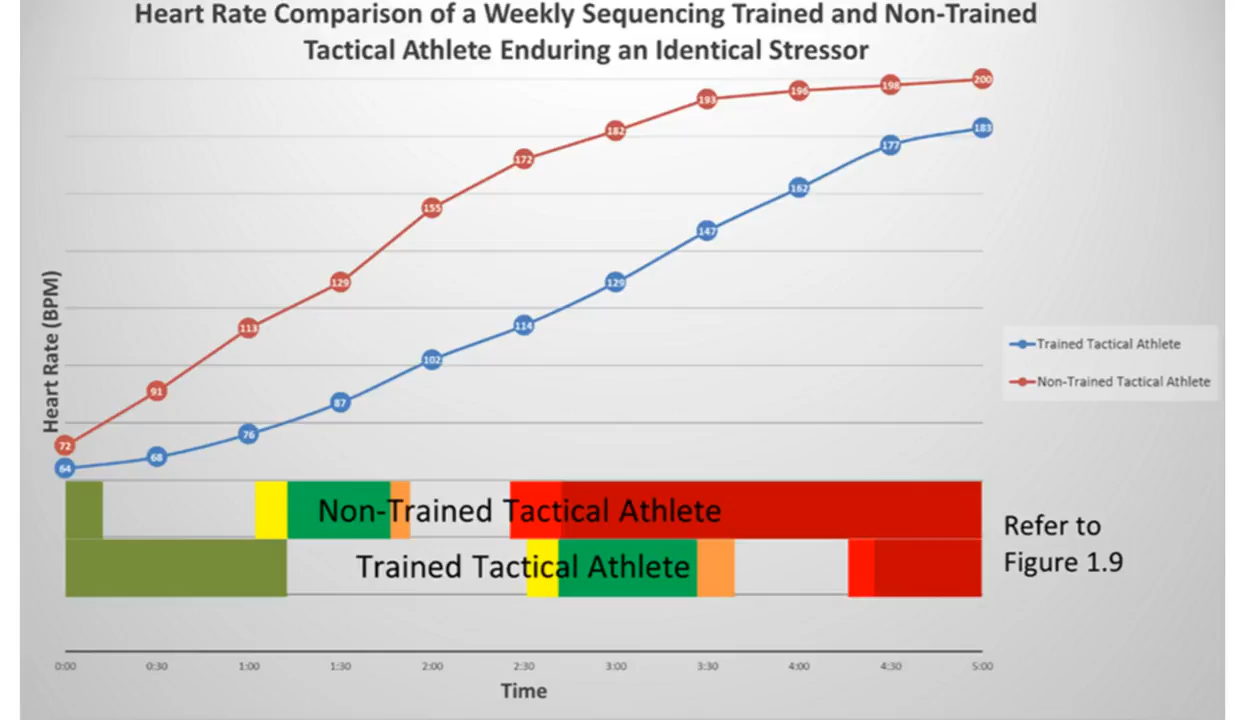 Heart Rate Comparison of a Weekly Sequencing Trained and Non-Trained
Tactical Athlete Enduring an Identical Stressor
Heart Rate (BPM)
72 91 113 129 155 172 182 193 196 198 200
64 68 76 87 102 114 129 147 162 177 183
Trained Tactical Athlete
Non-Trained Tactical Athlete
Non-Trained Tactical Athlete
Trained Tactical Athlete
Refer to
Figure 1.9
0:00 0:30 1:00 1:30 2:00 2:30 3:00 3:30 4:00 4:30 5:00
Time